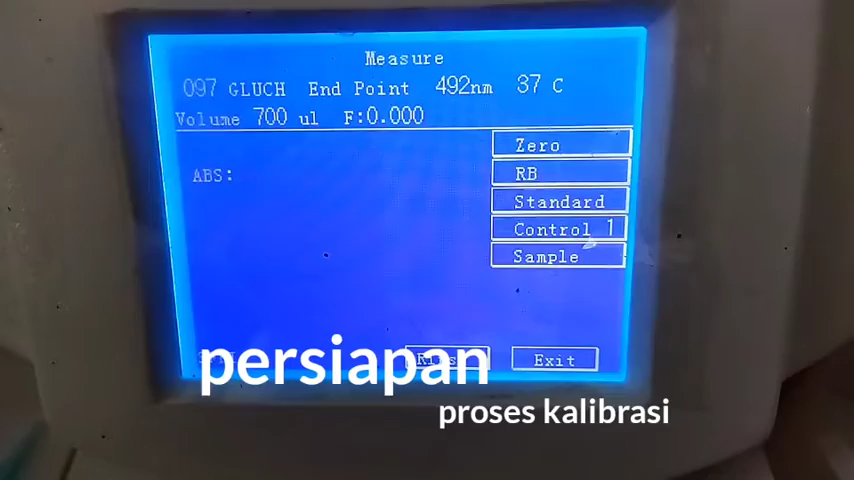 Measure
097 GLUCH End Point 492nm 37 C
Volume 700 ul F:0.000
Zero
ABS:
RB
Standard
Control 1
Sample
Exit
persiapan
proses kalibrasi